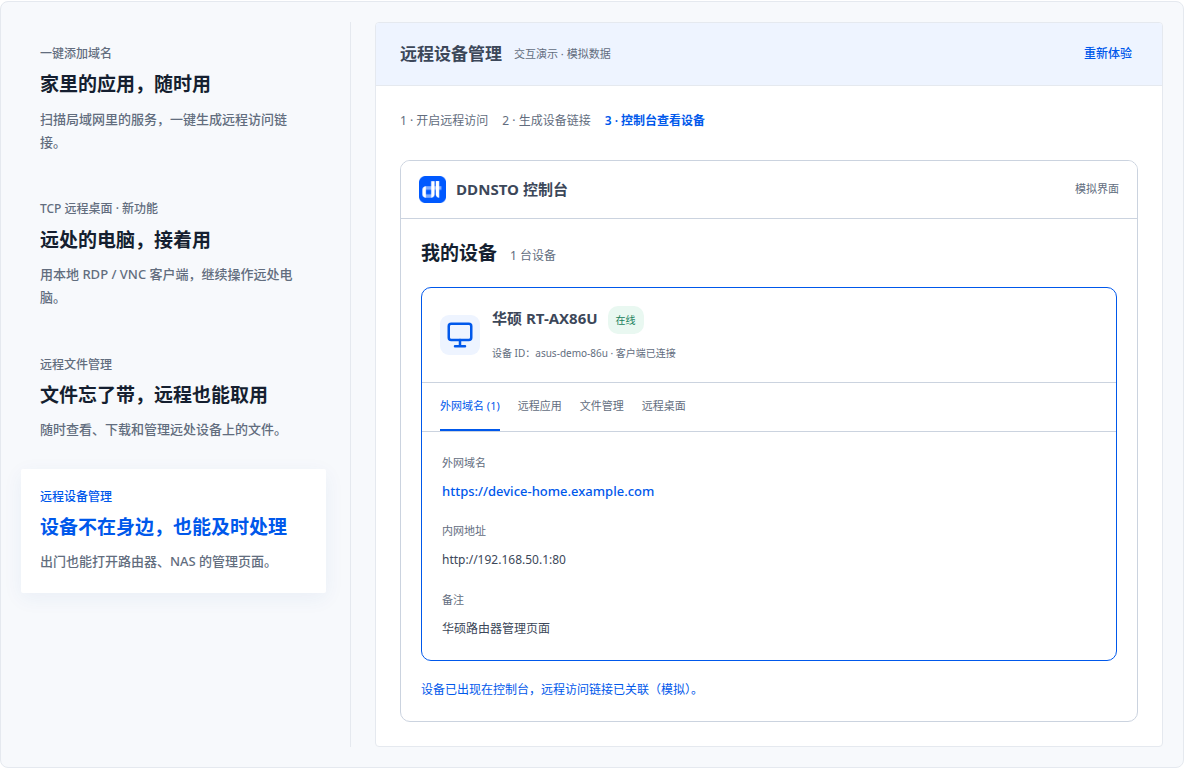 一键添加域名
家里的应用，随时用
扫描局域网里的服务，一键生成远程访问链
接。
TCP 远程桌面 · 新功能
远处的电脑，接着用
用本地 RDP / VNC 客户端，继续操作远处电
脑。
远程文件管理
文件忘了带，远程也能取用
随时查看、下载和管理远处设备上的文件。
远程设备管理
设备不在身边，也能及时处理
出门也能打开路由器、NAS 的管理页面。
远程设备管理 交互演示 · 模拟数据 重新体验
1 · 开启远程访问 2 · 生成设备链接 3 · 控制台查看设备
dt DDNSTO 控制台 模拟界面
我的设备 1 台设备
华硕 RT-AX86U 在线
设备 ID：asus-demo-86u · 客户端已连接
外网域名 (1) 远程应用 文件管理 远程桌面
外网域名
https://device-home.example.com
内网地址
http://192.168.50.1:80
备注
华硕路由器管理页面
设备已出现在控制台，远程访问链接已关联（模拟）。